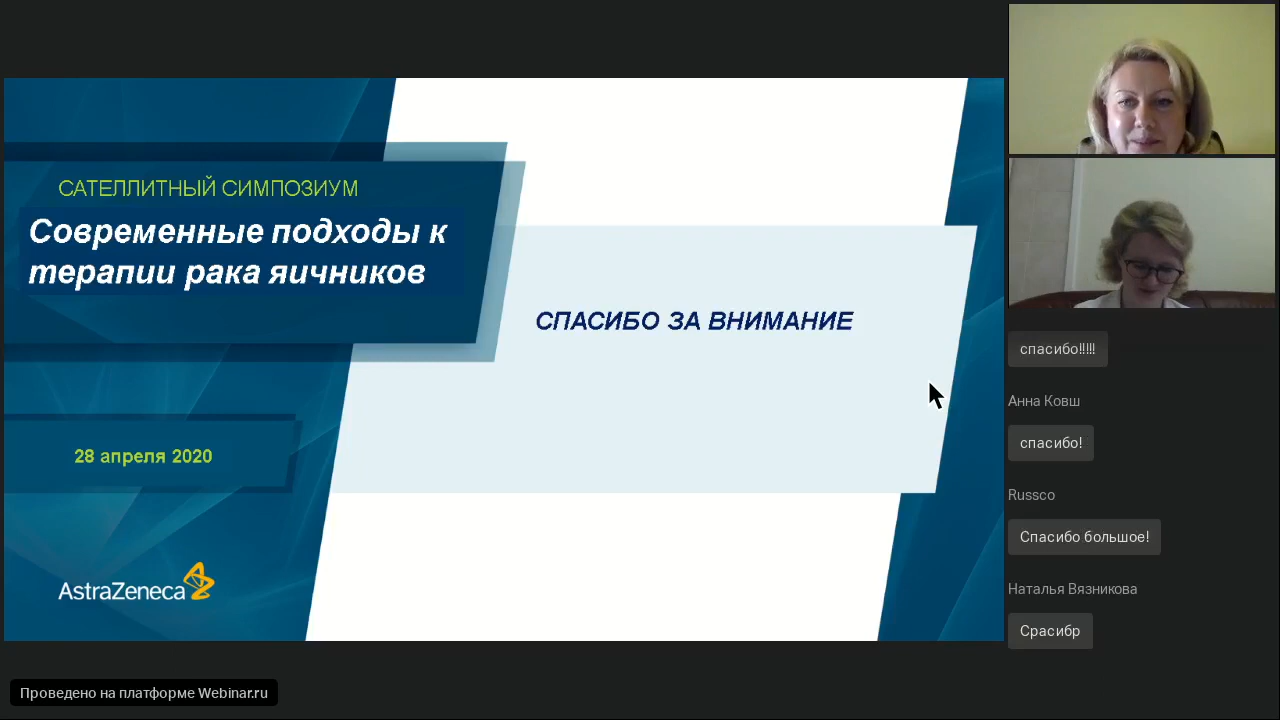 САТЕЛЛИТНЫЙ СИМПОЗИУМ
Современные подходы к
терапии рака яичников
СПАСИБО ЗА ВНИМАНИЕ
28 апреля 2020
AstraZeneca
спасибо!!!!!
Анна Ковш
спасибо!
Russco
Спасибо большое!
Наталья Вязникова
Срасибр
Проведено на платформе Webinar.ru